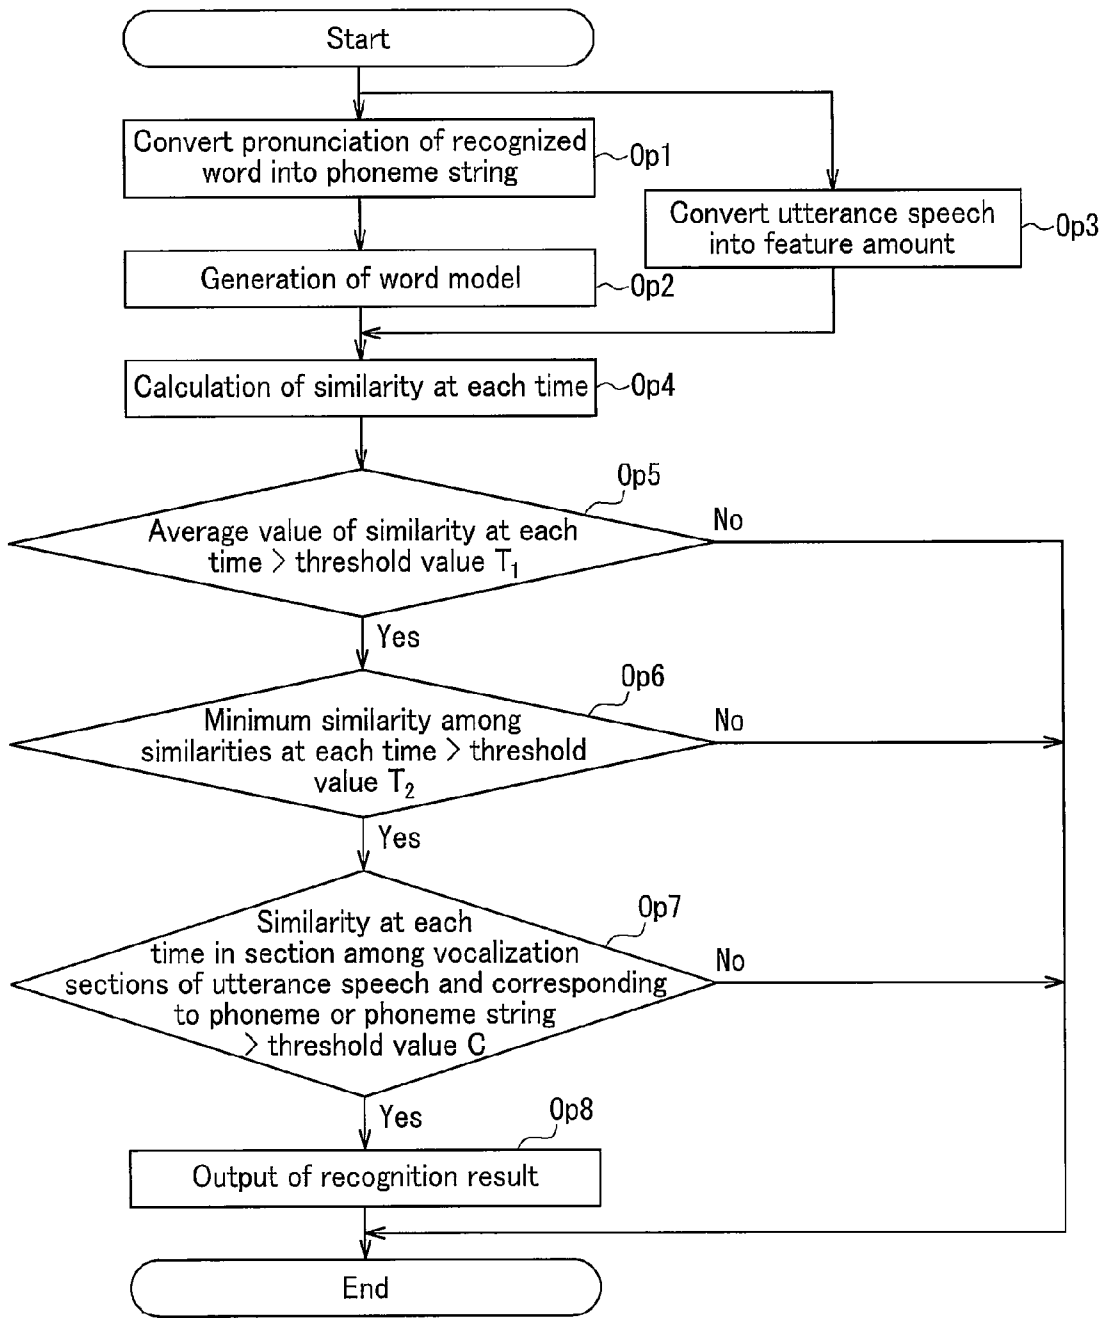 Start
Convert pronunciation of recognized
word into phoneme string
Op1
Convert utterance speech
into feature amount
Op3
Generation of word model
Op2
Calculation of similarity at each time
Op4
Op5
Average value of similarity at each
time > threshold value T₁
No
Yes
Op6
Minimum similarity among
similarities at each time > threshold
value T₂
No
Yes
Op7
Similarity at each
time in section among vocalization
sections of utterance speech and corresponding
to phoneme or phoneme string
> threshold value C
No
Yes
Op8
Output of recognition result
End